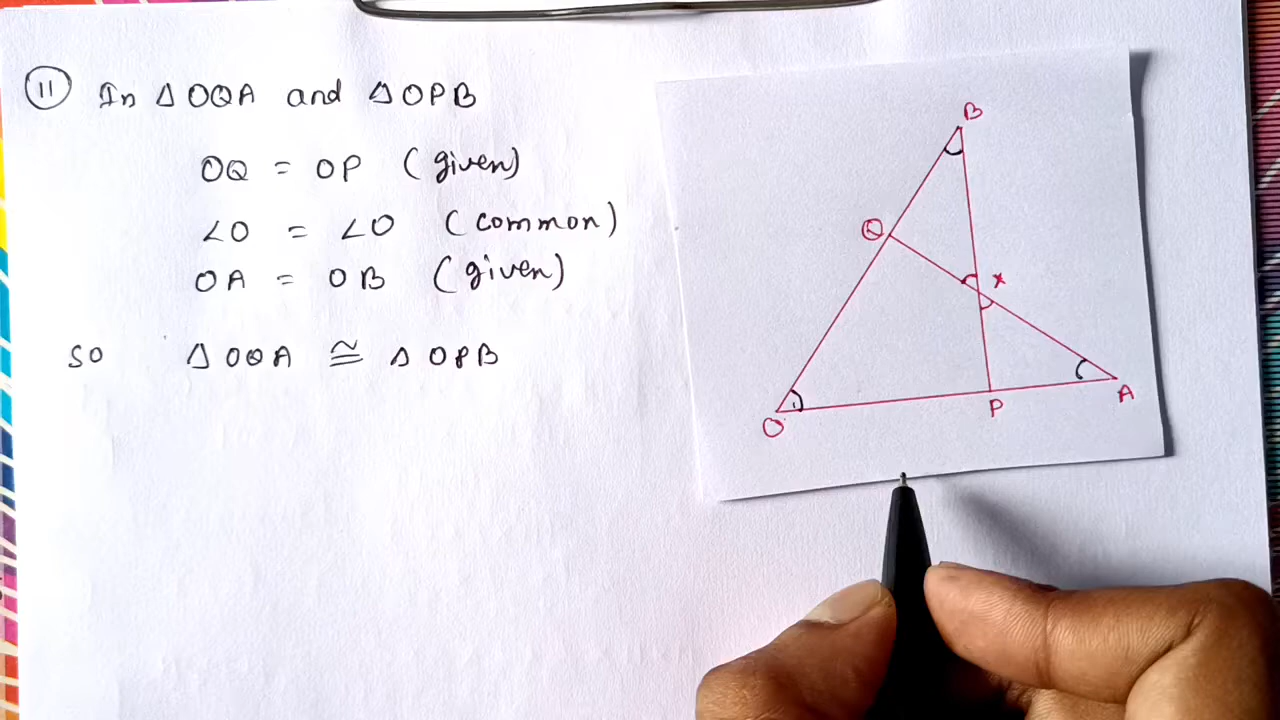 11 In △OQA and △OPB
OQ = OP (given)
∠O = ∠O (common)
OA = OB (given)
so △OQA ≅ △OPB
B
Q
x
A
P
O